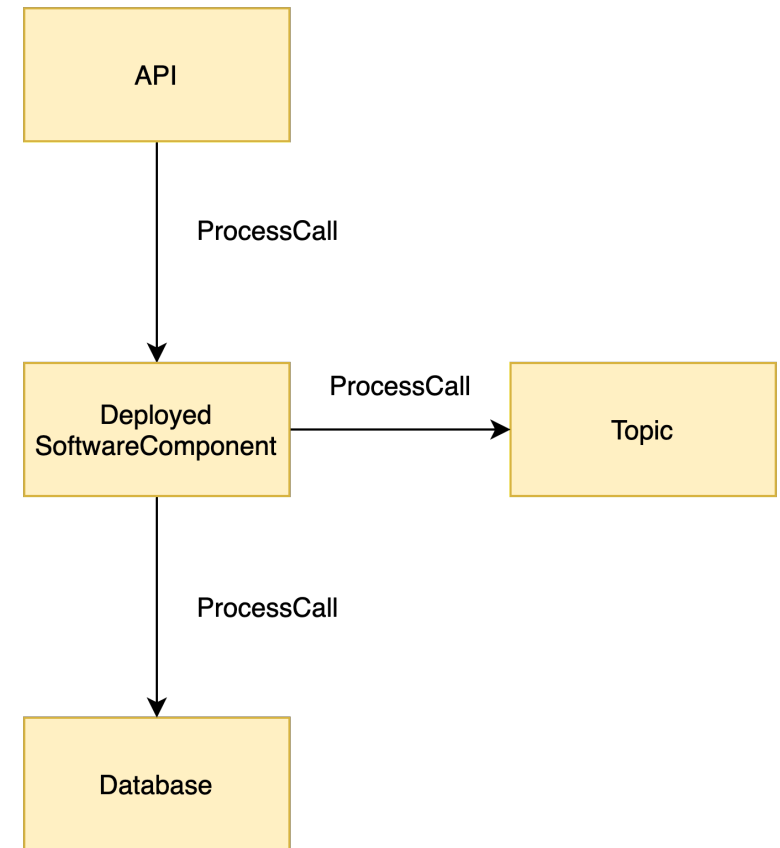 API
ProcessCall
ProcessCall
Deployed
SoftwareComponent
Topic
ProcessCall
Database